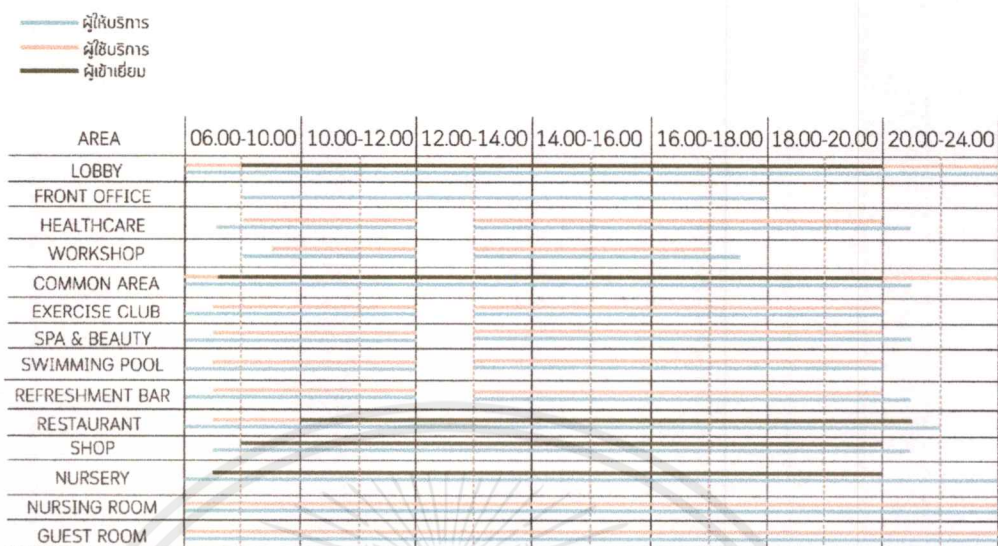 ผู้ให้บริการ
ผู้ใช้บริการ
ผู้เข้าเยี่ยม
AREA 06.00-10.00 10.00-12.00 12.00-14.00 14.00-16.00 16.00-18.00 18.00-20.00 20.00-24.00
LOBBY
FRONT OFFICE
HEALTHCARE
WORKSHOP
COMMON AREA
EXERCISE CLUB
SPA & BEAUTY
SWIMMING POOL
REFRESHMENT BAR
RESTAURANT
SHOP
NURSERY
NURSING ROOM
GUEST ROOM